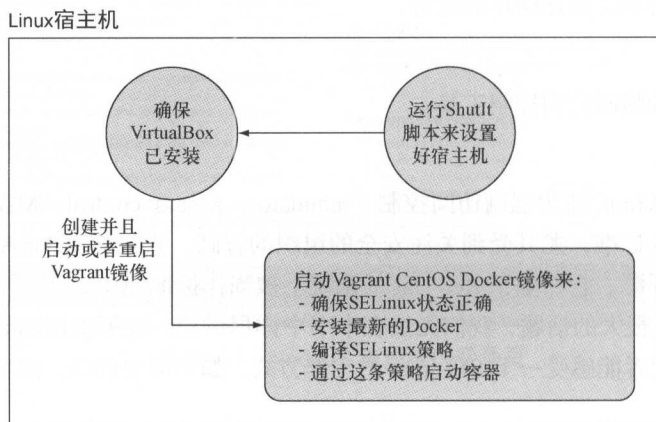 Linux宿主机
确保
VirtualBox
已安装
运行ShutIt
脚本来设置
好宿主机
创建并且
启动或者重启
Vagrant镜像
启动Vagrant CentOS Docker镜像来:
- 确保SELinux状态正确
- 安装最新的Docker
- 编译SELinux策略
- 通过这条策略启动容器